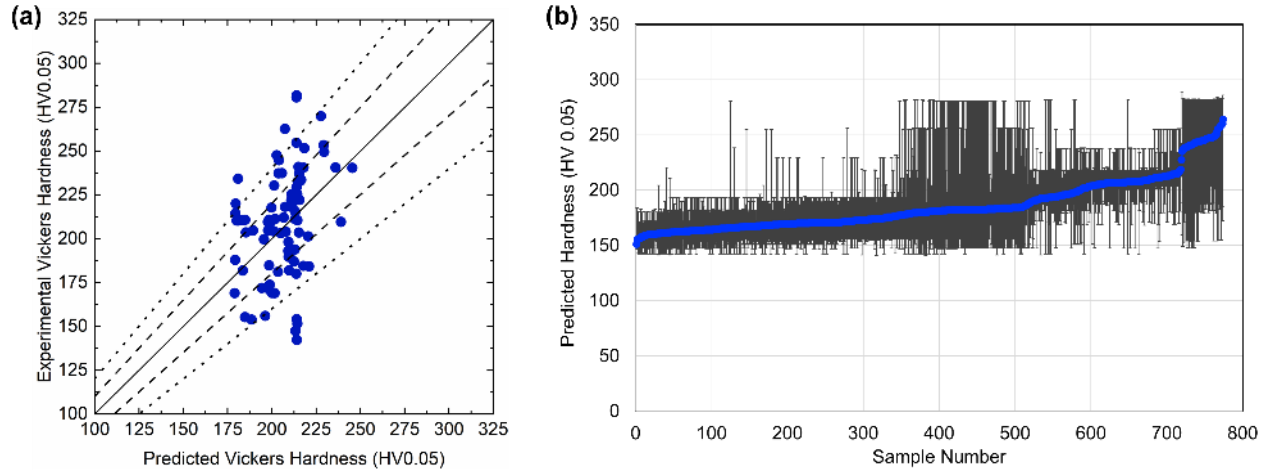 (a)
325
300
275
250
225
200
175
150
125
100
Experimental Vickers Hardness (HV0.05)
100 125 150 175 200 225 250 275 300 325
Predicted Vickers Hardness (HV0.05)
(b)
350
300
250
200
150
100
50
0
Predicted Hardness (HV 0.05)
0 100 200 300 400 500 600 700 800
Sample Number